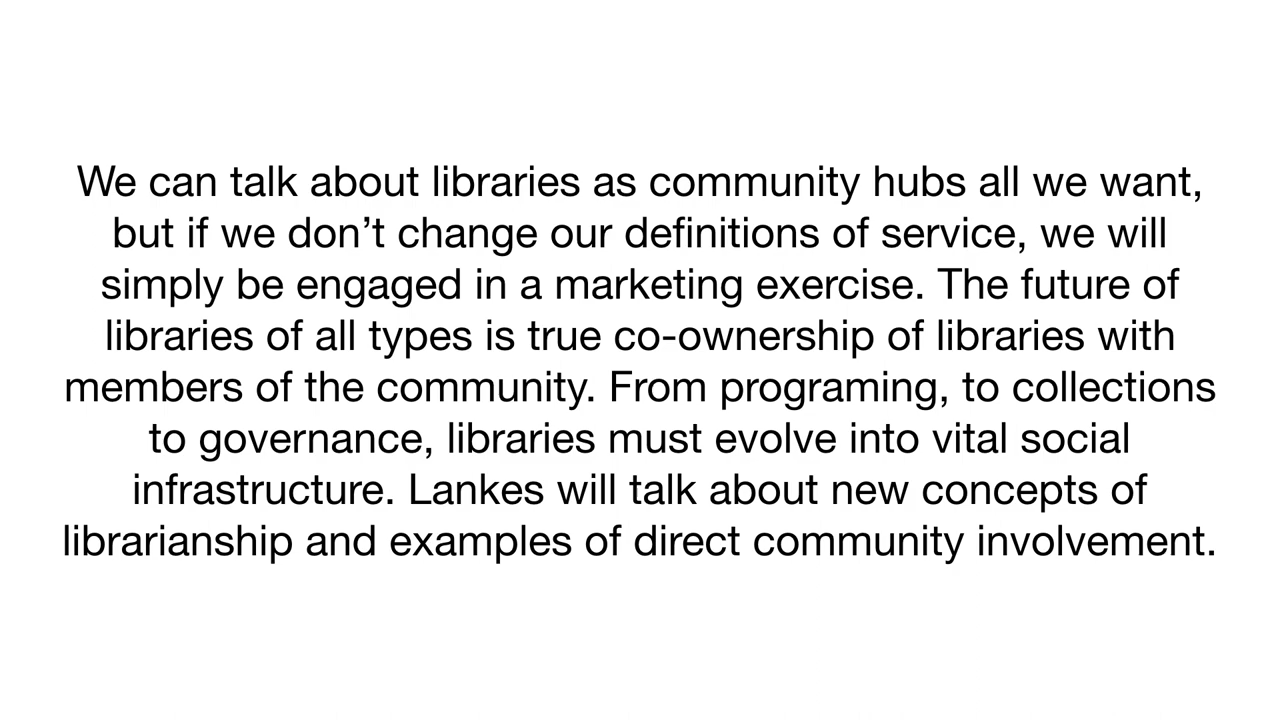 We can talk about libraries as community hubs all we want,
but if we don’t change our definitions of service, we will
simply be engaged in a marketing exercise. The future of
libraries of all types is true co-ownership of libraries with
members of the community. From programing, to collections
to governance, libraries must evolve into vital social
infrastructure. Lankes will talk about new concepts of
librarianship and examples of direct community involvement.